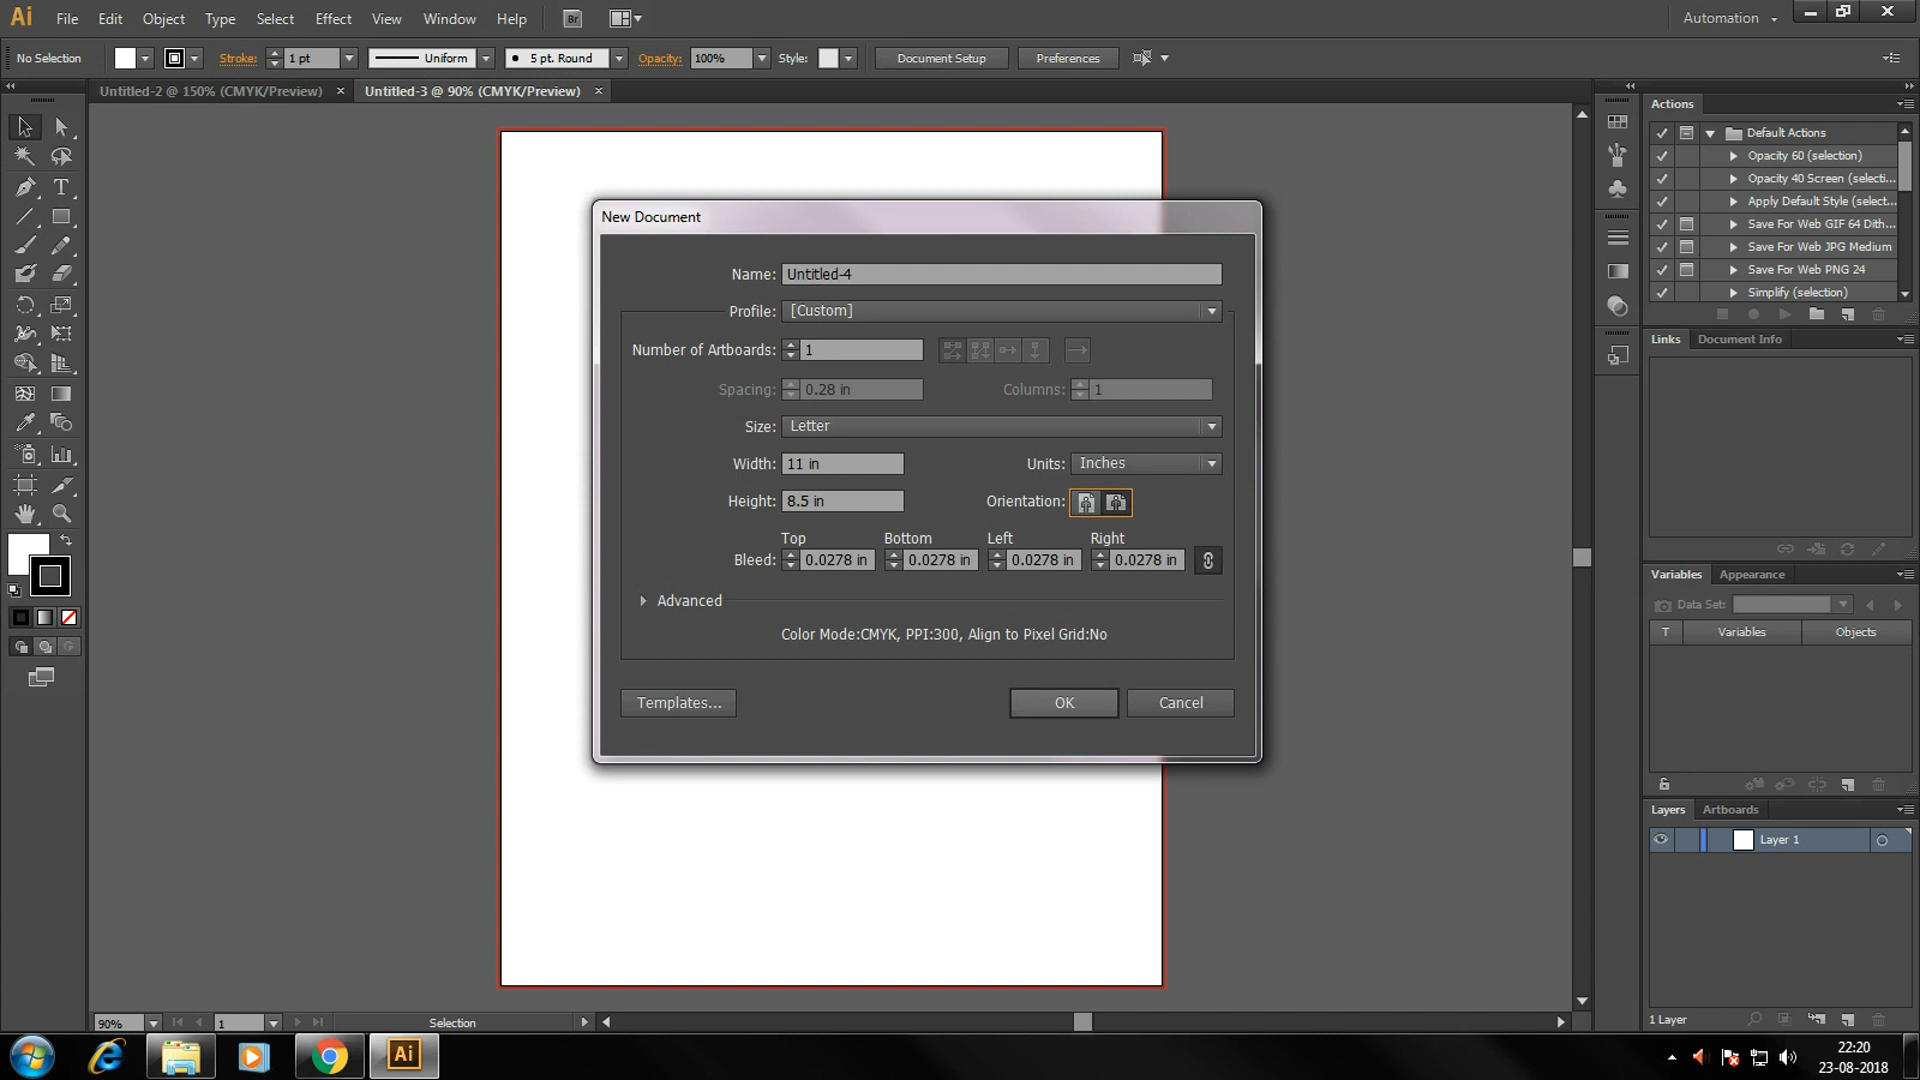 Ai File Edit Object Type Select Effect View Window Help Br Automation
No Selection Stroke: 1 pt Uniform 5 pt. Round Opacity: 100% Style: Document Setup Preferences
Untitled-2 @ 150% (CMYK/Preview) Untitled-3 @ 90% (CMYK/Preview)
Actions
Default Actions
Opacity 60 (selection)
Opacity 40 Screen (selecti...
Apply Default Style (select...
Save For Web GIF 64 Dith...
Save For Web JPG Medium
Save For Web PNG 24
Simplify (selection)
Links Document Info
Variables Appearance
Data Set:
T Variables Objects
Layers Artboards
Layer 1
1 Layer
New Document
Name: Untitled-4
Profile: [Custom]
Number of Artboards: 1
Spacing: 0.28 in Columns: 1
Size: Letter
Width: 11 in Units: Inches
Height: 8.5 in Orientation:
Top Bottom Left Right
Bleed: 0.0278 in 0.0278 in 0.0278 in 0.0278 in
Advanced
Color Mode:CMYK, PPI:300, Align to Pixel Grid:No
Templates... OK Cancel
90% 1 Selection
Ai
22:20
23-08-2018